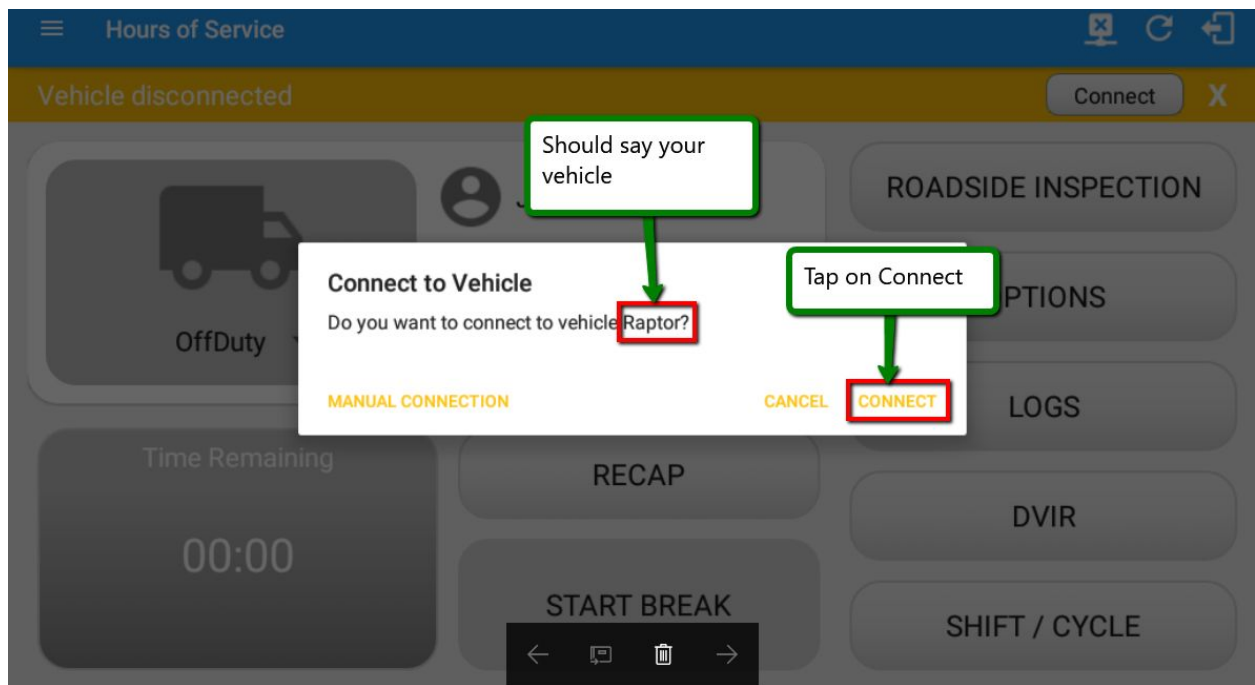 Hours of Service
Vehicle disconnected
Connect
X
Should say your
vehicle
J
ROADSIDE INSPECTION
Connect to Vehicle
Do you want to connect to vehicle Raptor?
Tap on Connect
PTIONS
OffDuty
MANUAL CONNECTION
CANCEL
CONNECT
LOGS
Time Remaining
00:00
RECAP
DVIR
START BREAK
SHIFT / CYCLE